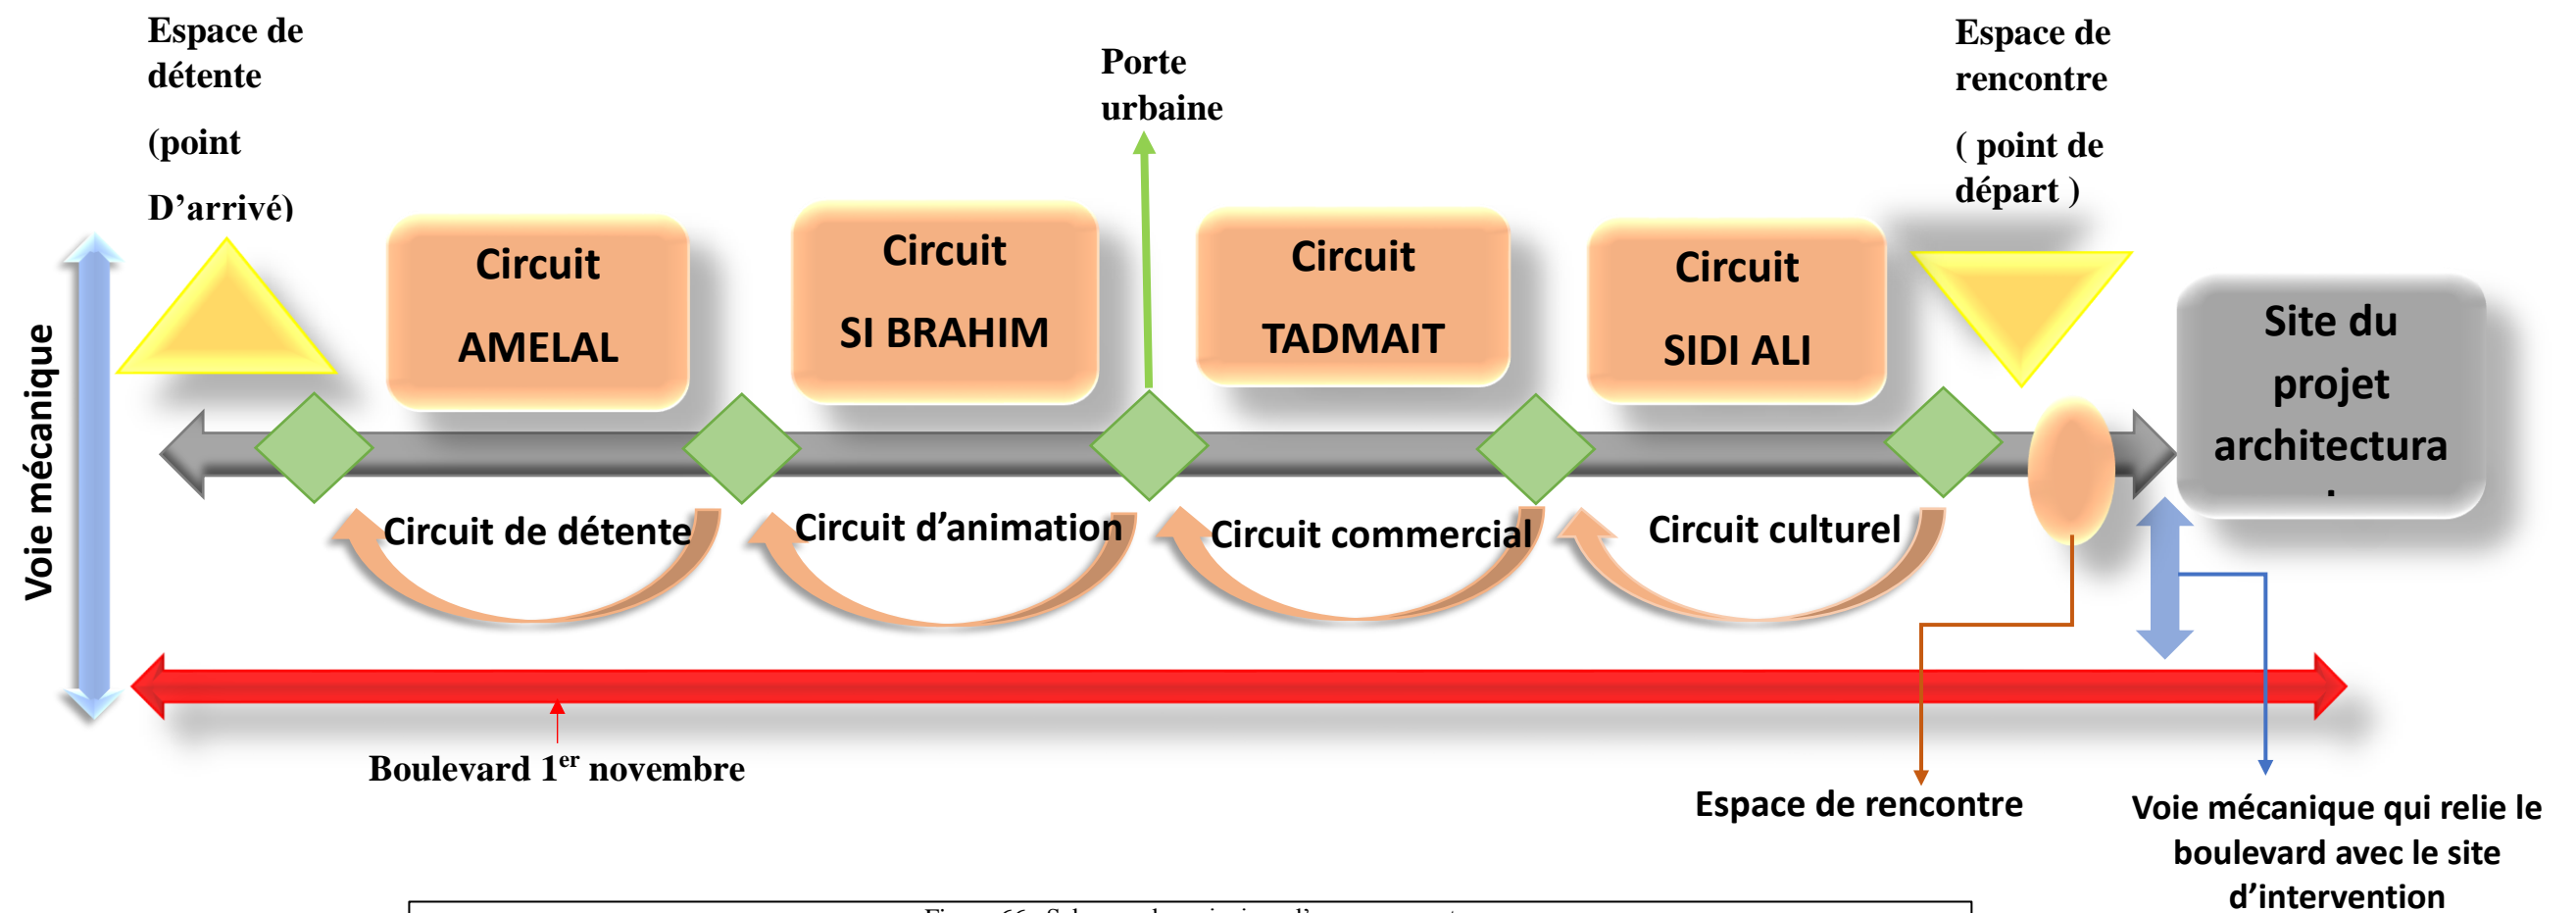 Espace de
détente
(point
D’arrivé)
Porte
urbaine
Espace de
rencontre
( point de
départ )
Circuit
AMELAL
Circuit
SI BRAHIM
Circuit
TADMAIT
Circuit
SIDI ALI
Site du
projet
architectura
Voie mécanique
Circuit de détente
Circuit d’animation
Circuit commercial
Circuit culturel
Boulevard 1er novembre
Espace de rencontre
Voie mécanique qui relie le
boulevard avec le site
d’intervention